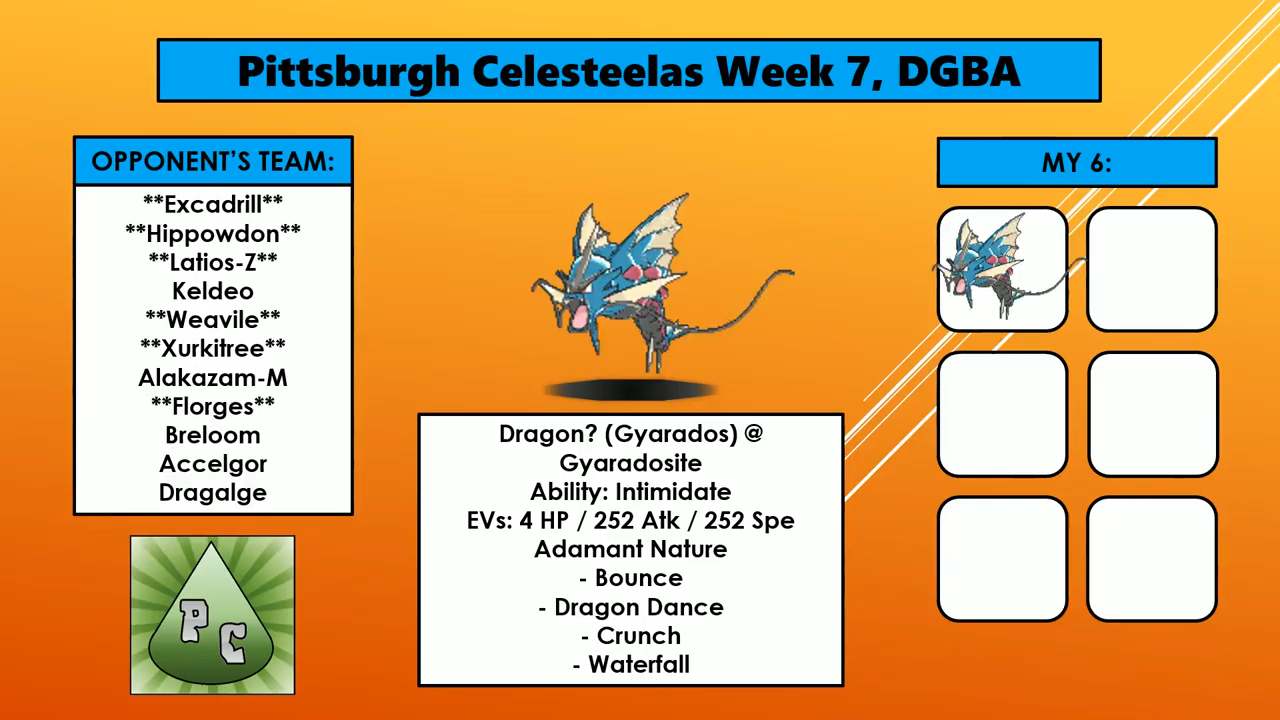 Pittsburgh Celesteelas Week 7, DGBA
OPPONENT'S TEAM:
**Excadrill**
**Hippowdon**
**Latios-Z**
Keldeo
**Weavile**
**Xurkitree**
Alakazam-M
**Florges**
Breloom
Accelgor
Dragalge
P C
Dragon? (Gyarados) @
Gyaradosite
Ability: Intimidate
EVs: 4 HP / 252 Atk / 252 Spe
Adamant Nature
- Bounce
- Dragon Dance
- Crunch
- Waterfall
MY 6: